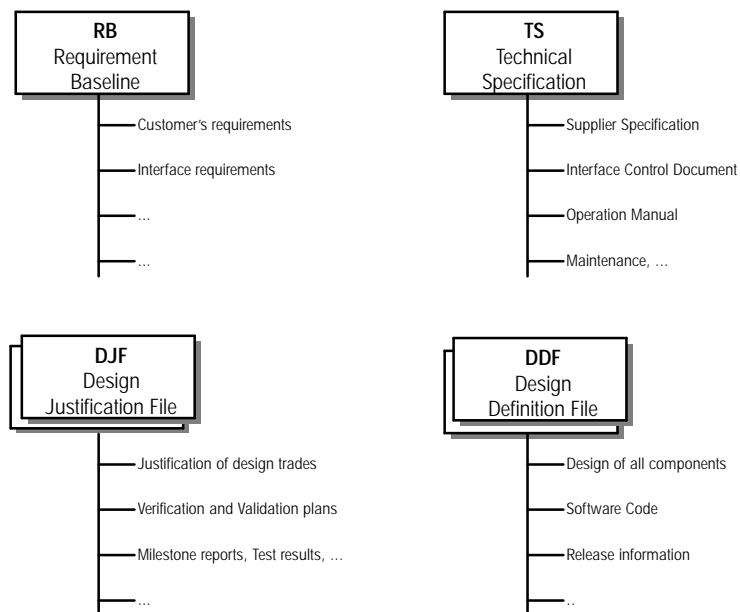 RB
Requirement
Baseline
Customer's requirements
Interface requirements
...
...
TS
Technical
Specification
Supplier Specification
Interface Control Document
Operation Manual
Maintenance, ...
DJF
Design
Justification File
Justification of design trades
Verification and Validation plans
Milestone reports, Test results, ...
...
DDF
Design
Definition File
Design of all components
Software Code
Release information
..